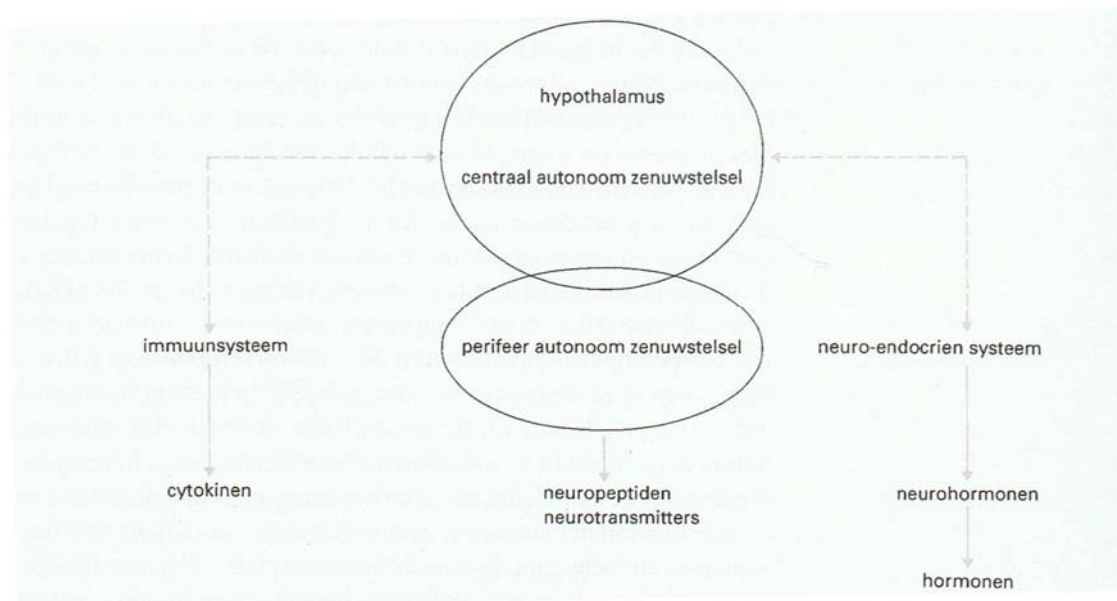 hypothalamus
centraal autonoom zenuwstelsel
immuunsysteem
perifeer autonoom zenuwstelsel
neuro-endocrien systeem
cytokinen
neuropeptiden
neurotransmitters
neurohormonen
hormonen